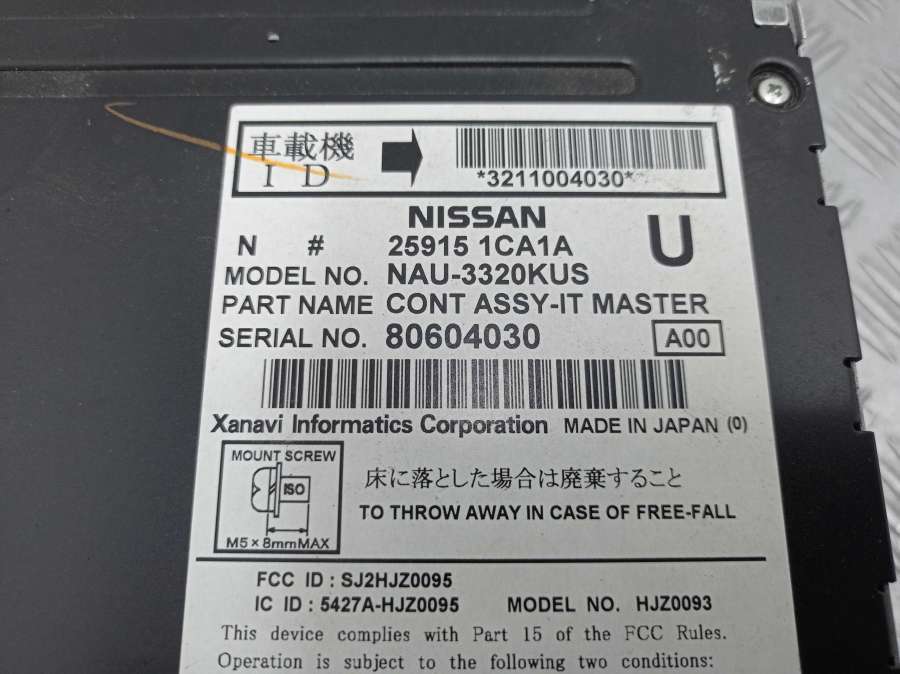 車載機
I D
*3211004030*
NISSAN
U
N # 25915 1CA1A
MODEL NO. NAU-3320KUS
PART NAME CONT ASSY-IT MASTER
SERIAL NO. 80604030
A00
Xanavi Informatics Corporation MADE IN JAPAN (0)
MOUNT SCREW
ISO
M5×8mmMAX
床に落とした場合は廃棄すること
TO THROW AWAY IN CASE OF FREE-FALL
FCC ID : SJ2HJZ0095
IC ID : 5427A-HJZ0095 MODEL NO. HJZ0093
This device complies with Part 15 of the FCC Rules.
Operation is subject to the following two conditions: